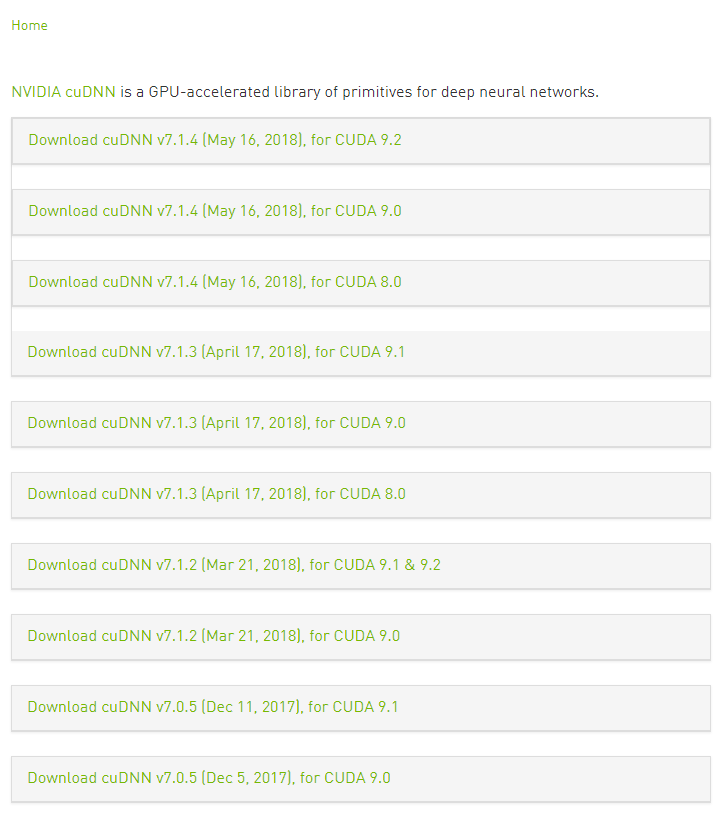 Home
NVIDIA cuDNN is a GPU-accelerated library of primitives for deep neural networks.
Download cuDNN v7.1.4 (May 16, 2018), for CUDA 9.2
Download cuDNN v7.1.4 (May 16, 2018), for CUDA 9.0
Download cuDNN v7.1.4 (May 16, 2018), for CUDA 8.0
Download cuDNN v7.1.3 (April 17, 2018), for CUDA 9.1
Download cuDNN v7.1.3 (April 17, 2018), for CUDA 9.0
Download cuDNN v7.1.3 (April 17, 2018), for CUDA 8.0
Download cuDNN v7.1.2 (Mar 21, 2018), for CUDA 9.1 & 9.2
Download cuDNN v7.1.2 (Mar 21, 2018), for CUDA 9.0
Download cuDNN v7.0.5 (Dec 11, 2017), for CUDA 9.1
Download cuDNN v7.0.5 (Dec 5, 2017), for CUDA 9.0